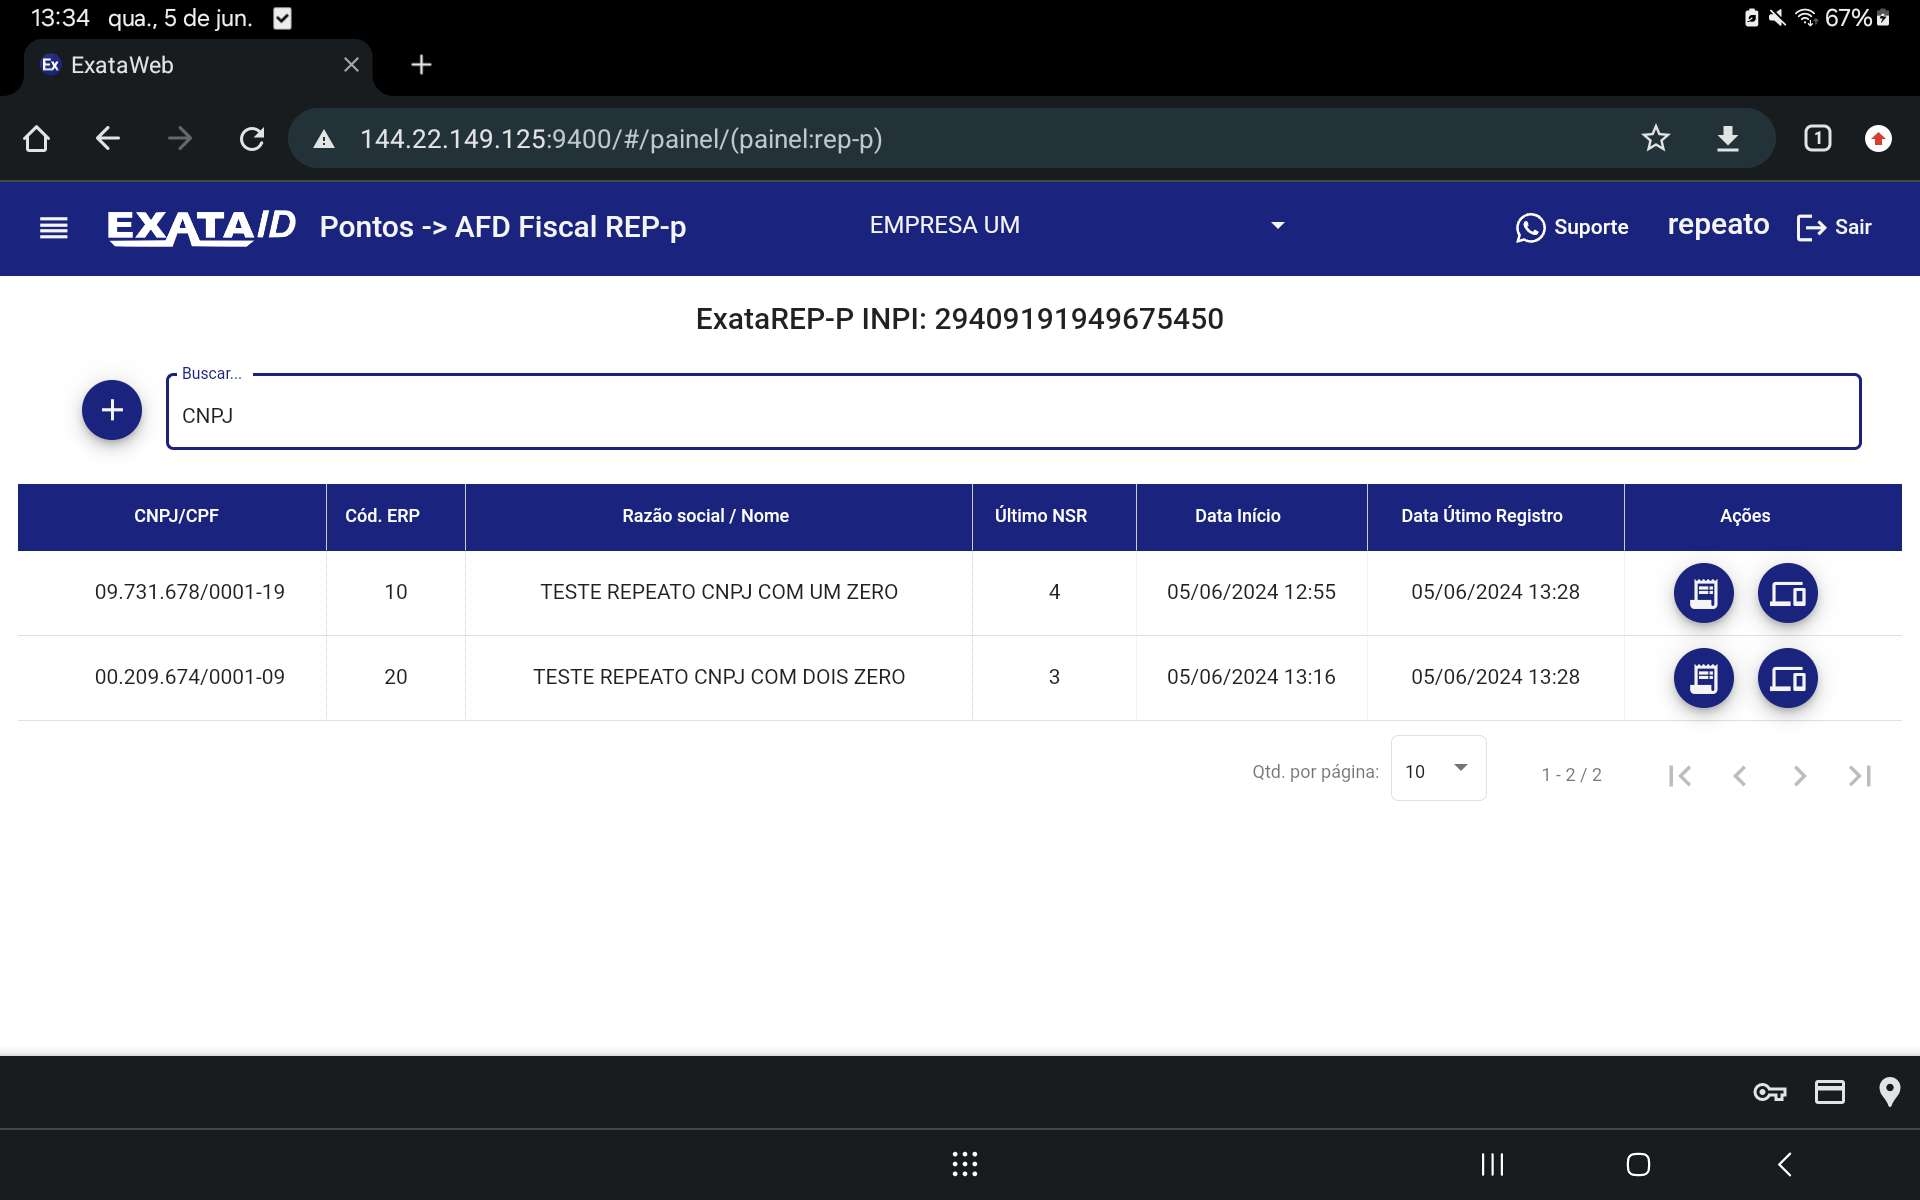 13:34 qua., 5 de jun. 67%
Ex ExataWeb
144.22.149.125:9400/#/painel/(painel:rep-p) 1
EXATAID Pontos -> AFD Fiscal REP-p EMPRESA UM Suporte repeato Sair
ExataREP-P INPI: 29409191949675450
Buscar...
CNPJ
CNPJ/CPF Cód. ERP Razão social / Nome Último NSR Data Início Data Útimo Registro Ações
09.731.678/0001-19 10 TESTE REPEATO CNPJ COM UM ZERO 4 05/06/2024 12:55 05/06/2024 13:28
00.209.674/0001-09 20 TESTE REPEATO CNPJ COM DOIS ZERO 3 05/06/2024 13:16 05/06/2024 13:28
Qtd. por página: 10 1 - 2 / 2